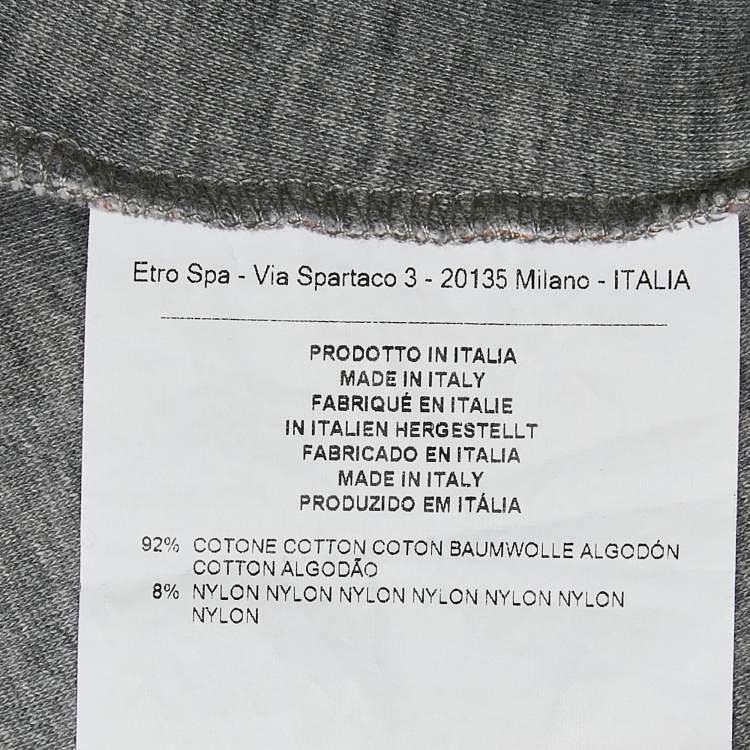 Etro Spa - Via Spartaco 3 - 20135 Milano - ITALIA
PRODOTTO IN ITALIA
MADE IN ITALY
FABRIQUÉ EN ITALIE
IN ITALIEN HERGESTELLT
FABRICADO EN ITALIA
MADE IN ITALY
PRODUZIDO EM ITÁLIA
92% COTONE COTTON COTON BAUMWOLLE ALGODÓN
COTTON ALGODÃO
8% NYLON NYLON NYLON NYLON NYLON NYLON
NYLON